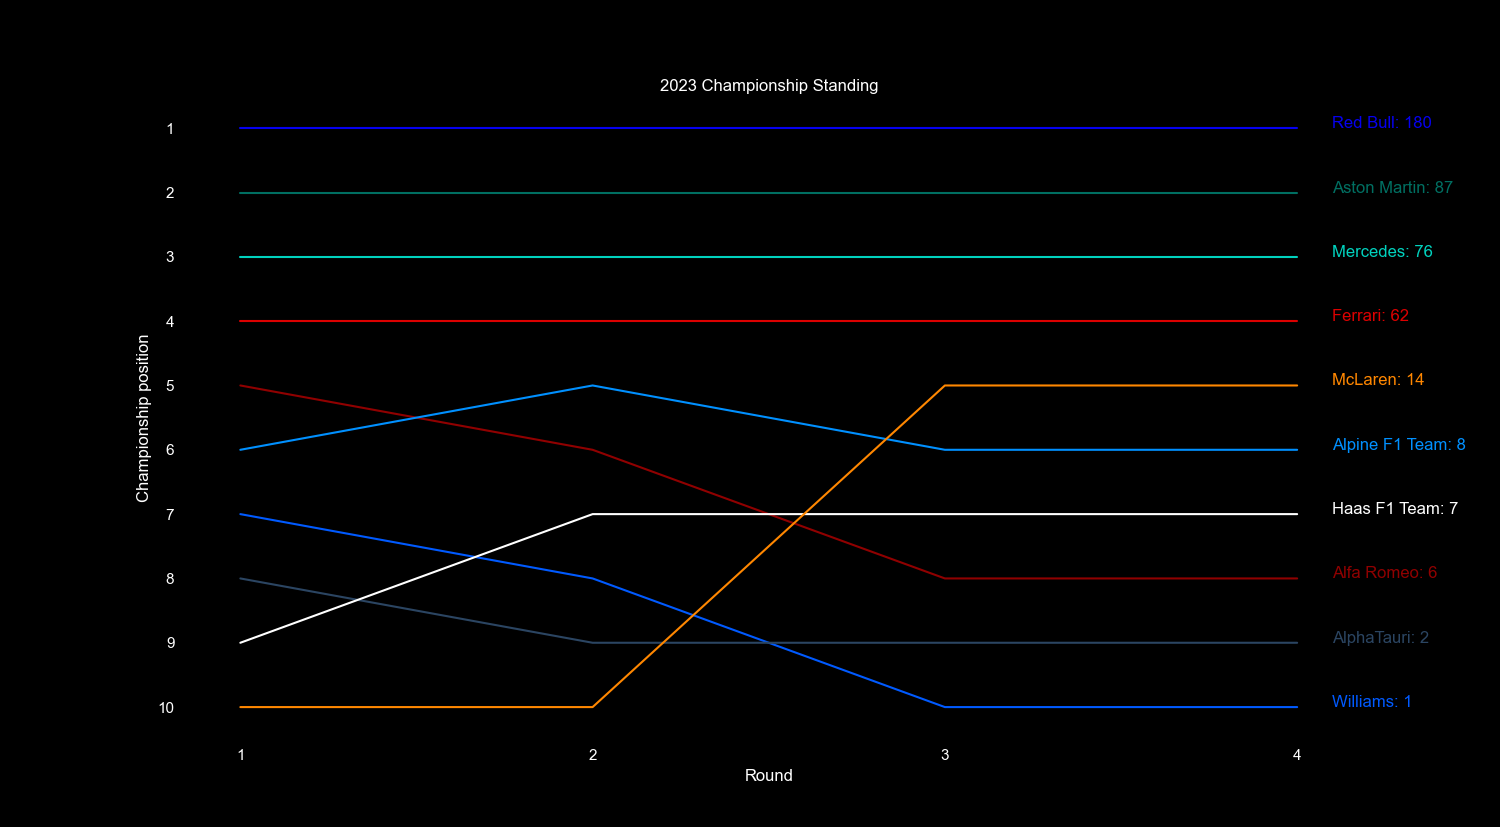 2023 Championship Standing
1
2
3
4
5
6
7
8
9
10
Championship position
Red Bull: 180
Aston Martin: 87
Mercedes: 76
Ferrari: 62
McLaren: 14
Alpine F1 Team: 8
Haas F1 Team: 7
Alfa Romeo: 6
AlphaTauri: 2
Williams: 1
1 2 3 4
Round